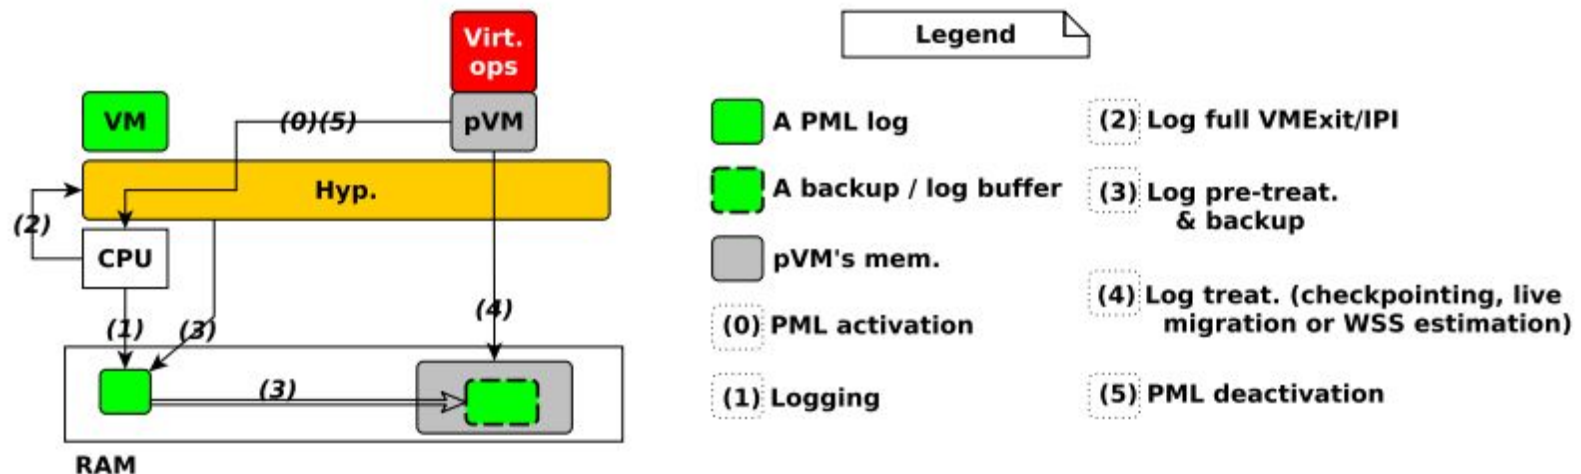 Virt.
ops
VM
(0)(5)
pVM
Hyp.
(2)
CPU
(1)
(3)
(4)
(3)
RAM
Legend
A PML log
A backup / log buffer
pVM's mem.
(0) PML activation
(1) Logging
(2) Log full VMExit/IPI
(3) Log pre-treat.
& backup
(4) Log treat. (checkpointing, live
migration or WSS estimation)
(5) PML deactivation